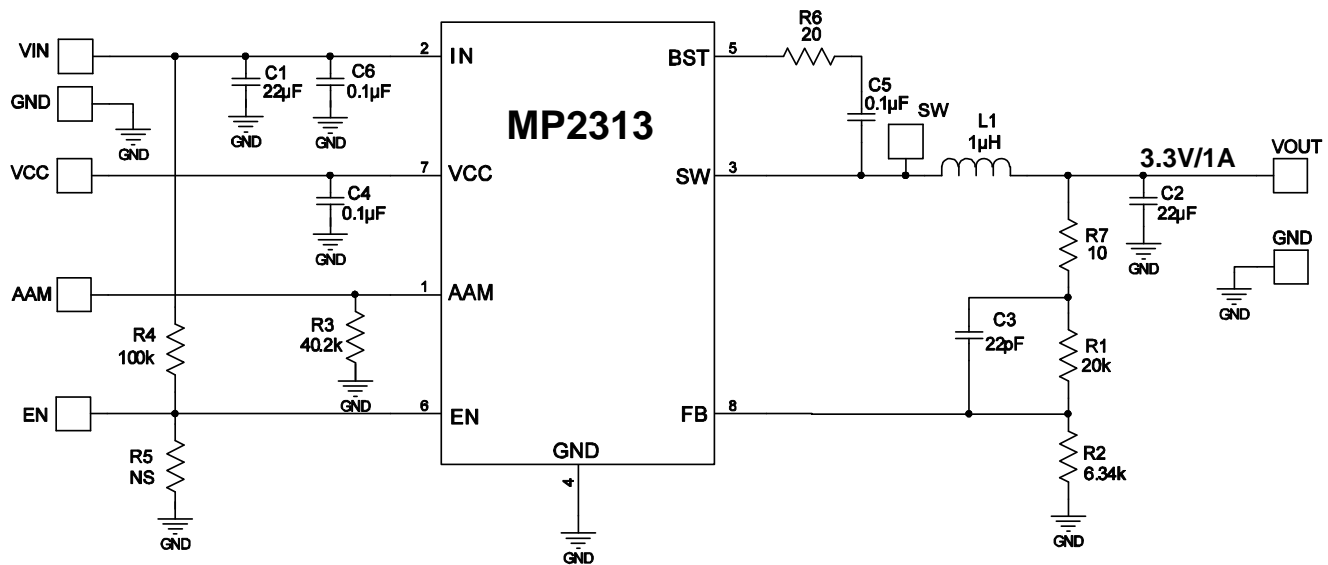 VIN
GND
GND
C1
22µF
GND
C6
0.1µF
GND
2
IN
VCC
7
VCC
C4
0.1µF
GND
AAM
1
AAM
R3
40.2k
GND
R4
100k
EN
6
EN
R5
NS
GND
MP2313
GND
4
GND
BST
5
R6
20
C5
0.1µF
SW
SW
3
L1
1µH
3.3V/1A
VOUT
C2
22µF
GND
GND
GND
R7
10
C3
22pF
R1
20k
FB
8
R2
6.34k
GND